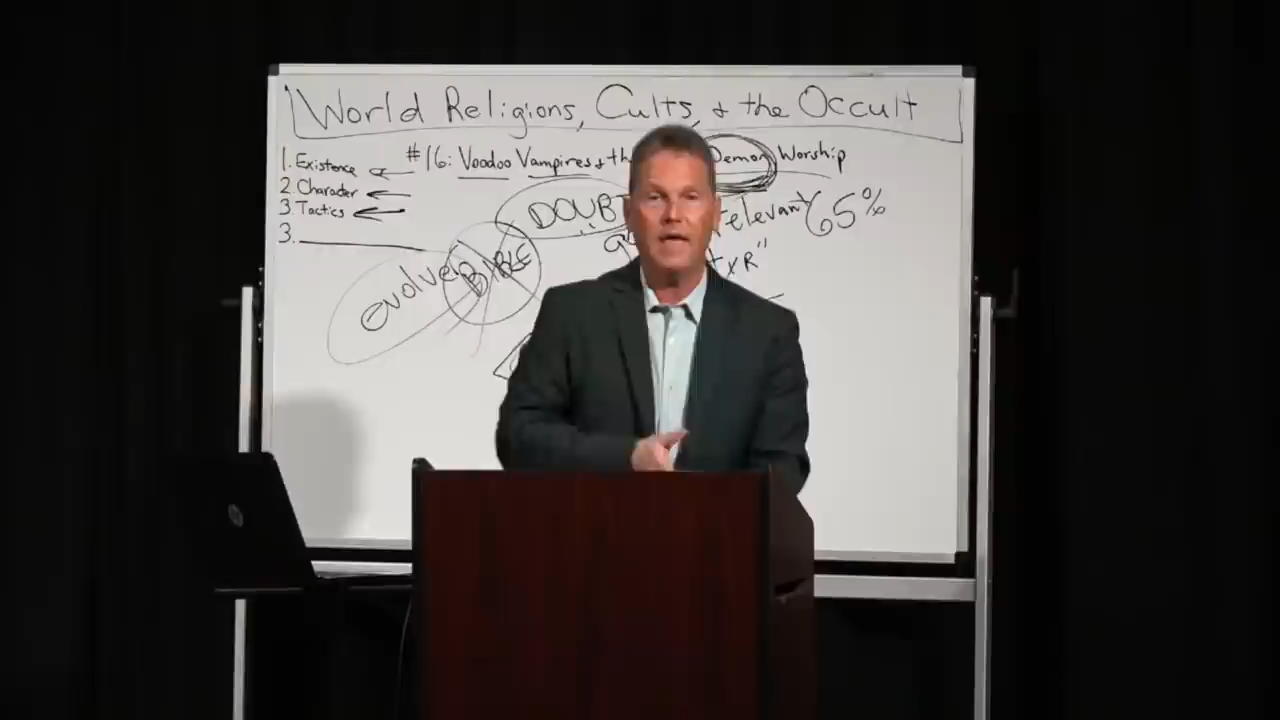 World Religions, Cults, & the Occult
#16: Voodoo Vampires & th Demon Worship
1. Existence
2. Character
3. Tactics
3.
DOUBT
relevant 65%
evolve
BIBLE